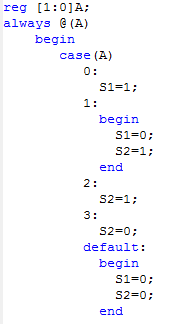 reg [1:0]A;
always @(A)
begin
case(A)
0:
S1=1;
1:
begin
S1=0;
S2=1;
end
2:
S2=1;
3:
S2=0;
default:
begin
S1=0;
S2=0;
end